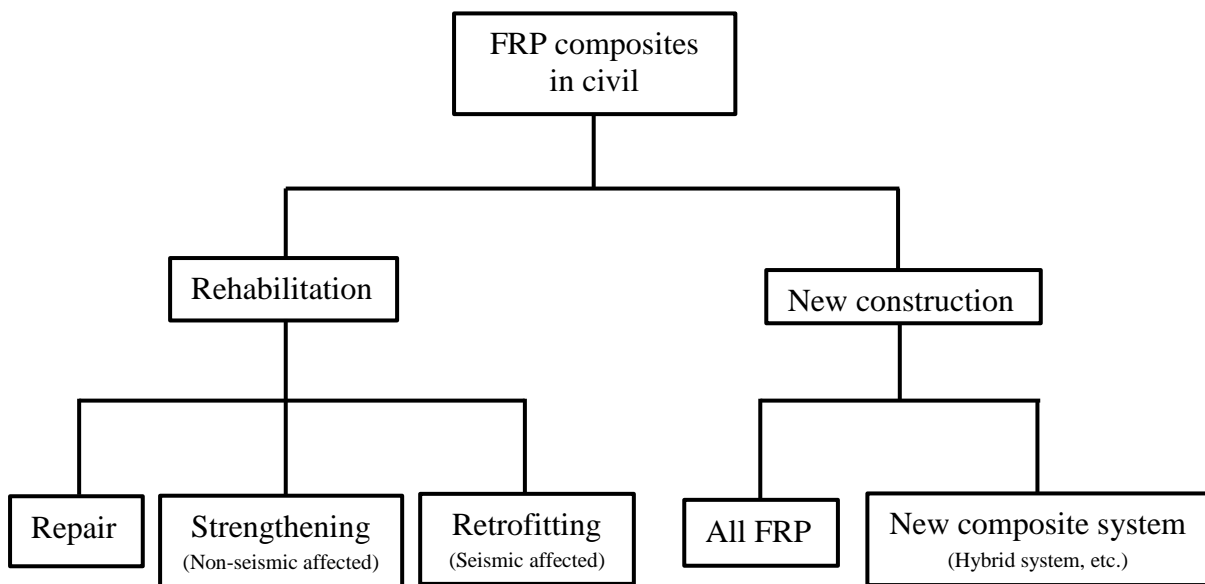 FRP composites
in civil
Rehabilitation
New construction
Repair
Strengthening
(Non-seismic affected)
Retrofitting
(Seismic affected)
All FRP
New composite system
(Hybrid system, etc.)